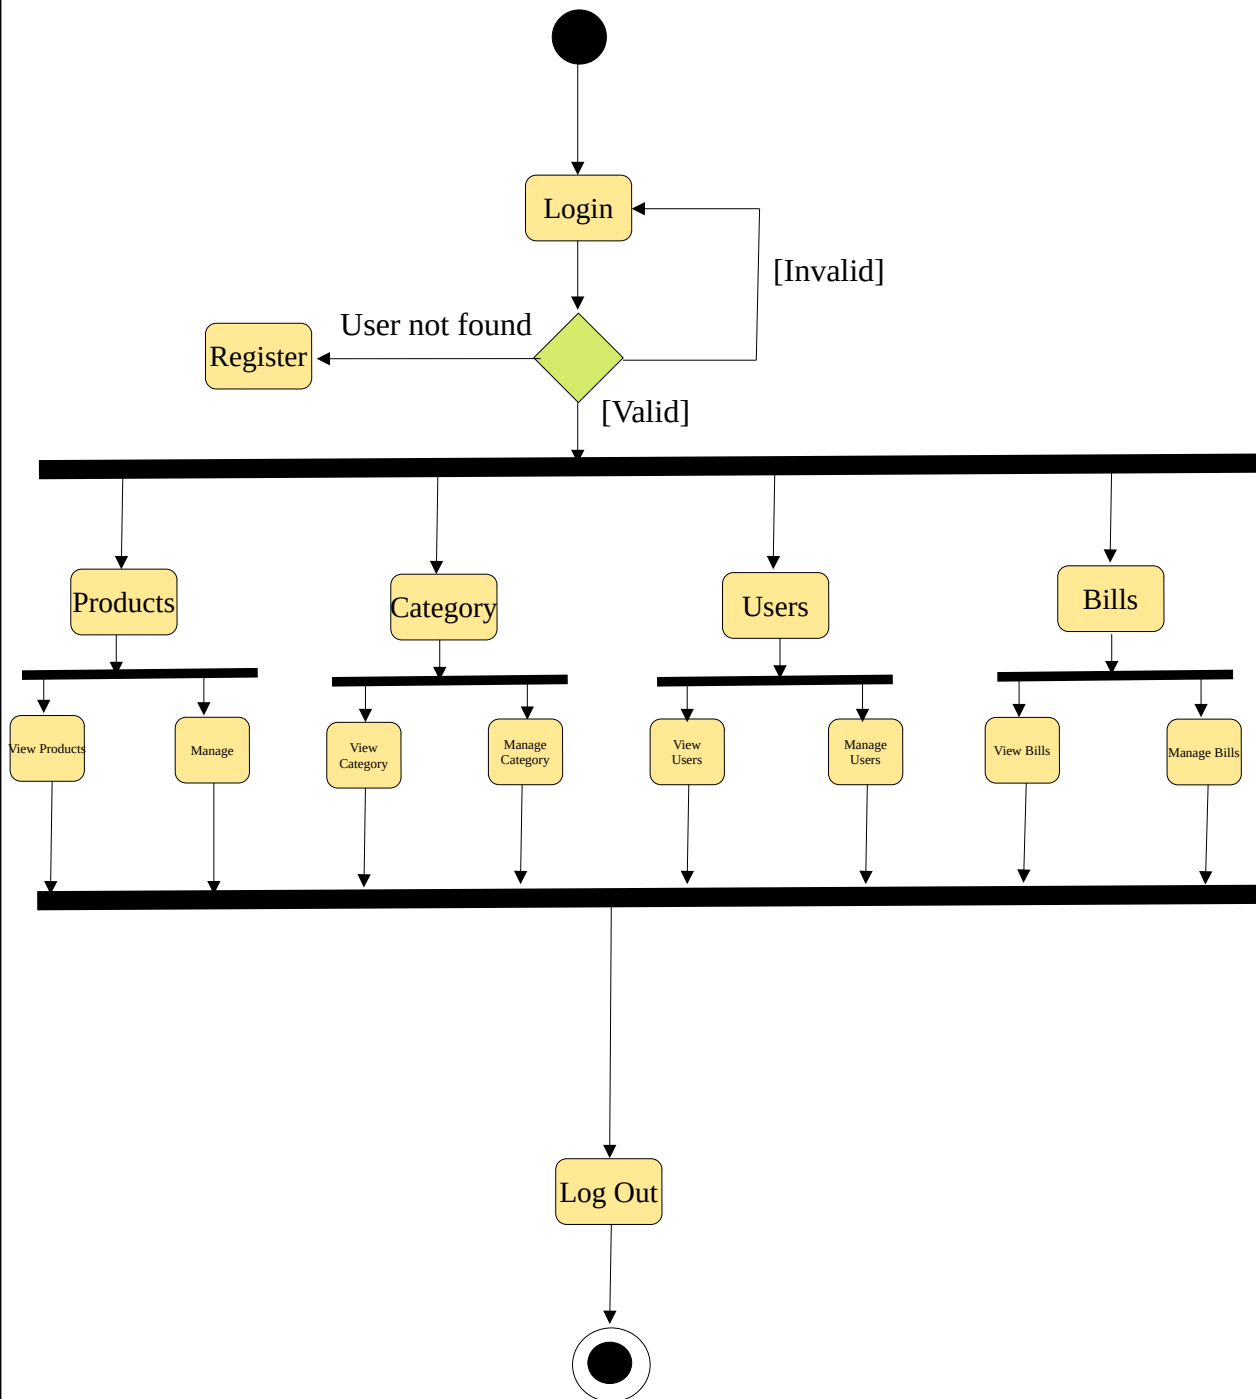 Login
[Invalid]
User not found
Register
[Valid]
Products
Category
Users
Bills
View Products
Manage
View
Category
Manage
Category
View
Users
Manage
Users
View Bills
Manage Bills
Log Out